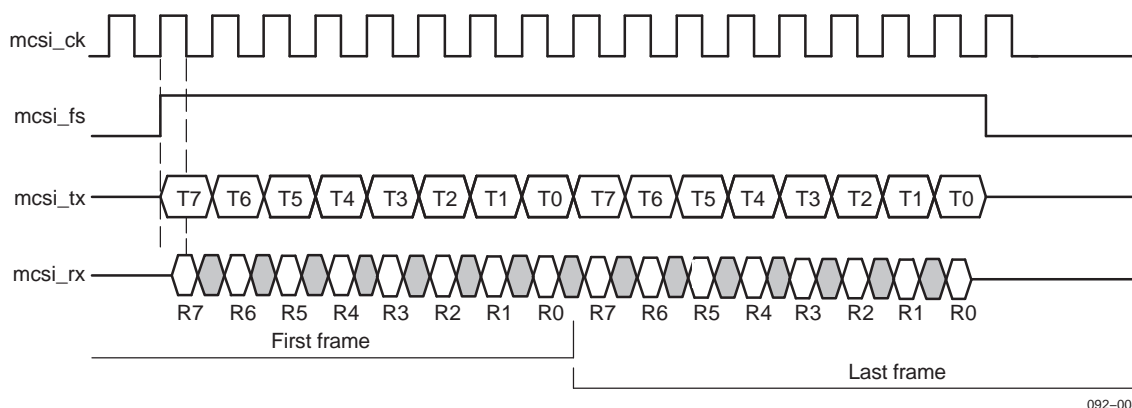 mcsi_ck
mcsi_fs
mcsi_tx T7 T6 T5 T4 T3 T2 T1 T0 T7 T6 T5 T4 T3 T2 T1 T0
mcsi_rx
R7 R6 R5 R4 R3 R2 R1 R0 R7 R6 R5 R4 R3 R2 R1 R0
First frame
Last frame
092–00